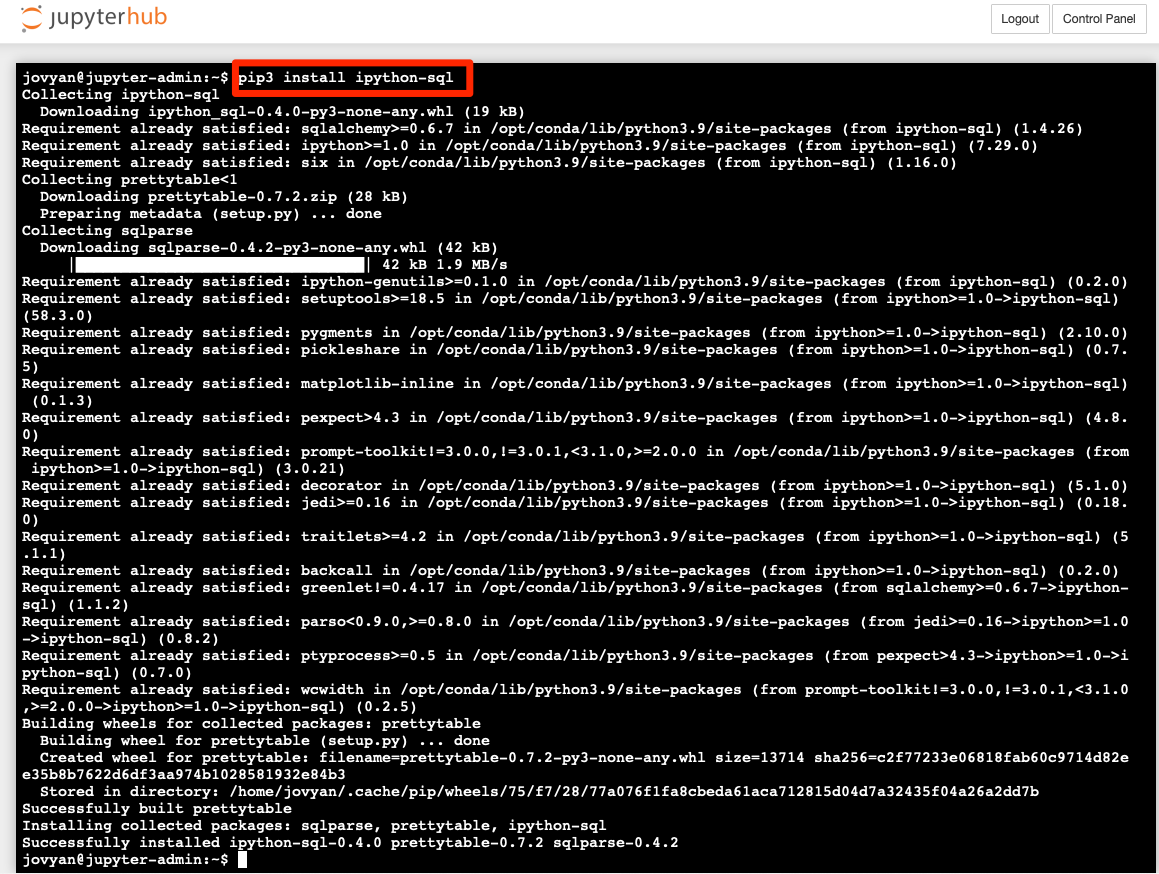 jupyterhub
Logout
Control Panel
jovyan@jupyter-admin:~$ pip3 install ipython-sql
Collecting ipython-sql
  Downloading ipython_sql-0.4.0-py3-none-any.whl (19 kB)
Requirement already satisfied: sqlalchemy>=0.6.7 in /opt/conda/lib/python3.9/site-packages (from ipython-sql) (1.4.26)
Requirement already satisfied: ipython>=1.0 in /opt/conda/lib/python3.9/site-packages (from ipython-sql) (7.29.0)
Requirement already satisfied: six in /opt/conda/lib/python3.9/site-packages (from ipython-sql) (1.16.0)
Collecting prettytable<1
  Downloading prettytable-0.7.2.zip (28 kB)
  Preparing metadata (setup.py) ... done
Collecting sqlparse
  Downloading sqlparse-0.4.2-py3-none-any.whl (42 kB)
     |████████████████████████████████| 42 kB 1.9 MB/s
Requirement already satisfied: ipython-genutils>=0.1.0 in /opt/conda/lib/python3.9/site-packages (from ipython-sql) (0.2.0)
Requirement already satisfied: setuptools>=18.5 in /opt/conda/lib/python3.9/site-packages (from ipython>=1.0->ipython-sql)
(58.3.0)
Requirement already satisfied: pygments in /opt/conda/lib/python3.9/site-packages (from ipython>=1.0->ipython-sql) (2.10.0)
Requirement already satisfied: pickleshare in /opt/conda/lib/python3.9/site-packages (from ipython>=1.0->ipython-sql) (0.7.
5)
Requirement already satisfied: matplotlib-inline in /opt/conda/lib/python3.9/site-packages (from ipython>=1.0->ipython-sql)
 (0.1.3)
Requirement already satisfied: pexpect>4.3 in /opt/conda/lib/python3.9/site-packages (from ipython>=1.0->ipython-sql) (4.8.
0)
Requirement already satisfied: prompt-toolkit!=3.0.0,!=3.0.1,<3.1.0,>=2.0.0 in /opt/conda/lib/python3.9/site-packages (from
 ipython>=1.0->ipython-sql) (3.0.21)
Requirement already satisfied: decorator in /opt/conda/lib/python3.9/site-packages (from ipython>=1.0->ipython-sql) (5.1.0)
Requirement already satisfied: jedi>=0.16 in /opt/conda/lib/python3.9/site-packages (from ipython>=1.0->ipython-sql) (0.18.
0)
Requirement already satisfied: traitlets>=4.2 in /opt/conda/lib/python3.9/site-packages (from ipython>=1.0->ipython-sql) (5
.1.1)
Requirement already satisfied: backcall in /opt/conda/lib/python3.9/site-packages (from ipython>=1.0->ipython-sql) (0.2.0)
Requirement already satisfied: greenlet!=0.4.17 in /opt/conda/lib/python3.9/site-packages (from sqlalchemy>=0.6.7->ipython-
sql) (1.1.2)
Requirement already satisfied: parso<0.9.0,>=0.8.0 in /opt/conda/lib/python3.9/site-packages (from jedi>=0.16->ipython>=1.0
->ipython-sql) (0.8.2)
Requirement already satisfied: ptyprocess>=0.5 in /opt/conda/lib/python3.9/site-packages (from pexpect>4.3->ipython>=1.0->i
python-sql) (0.7.0)
Requirement already satisfied: wcwidth in /opt/conda/lib/python3.9/site-packages (from prompt-toolkit!=3.0.0,!=3.0.1,<3.1.0
,>=2.0.0->ipython>=1.0->ipython-sql) (0.2.5)
Building wheels for collected packages: prettytable
  Building wheel for prettytable (setup.py) ... done
  Created wheel for prettytable: filename=prettytable-0.7.2-py3-none-any.whl size=13714 sha256=c2f77233e06818fab60c9714d82e
e35b8b7622d6df3aa974b1028581932e84b3
  Stored in directory: /home/jovyan/.cache/pip/wheels/75/f7/28/77a076f1fa8cbeda61aca712815d04d7a32435f04a26a2dd7b
Successfully built prettytable
Installing collected packages: sqlparse, prettytable, ipython-sql
Successfully installed ipython-sql-0.4.0 prettytable-0.7.2 sqlparse-0.4.2
jovyan@jupyter-admin:~$